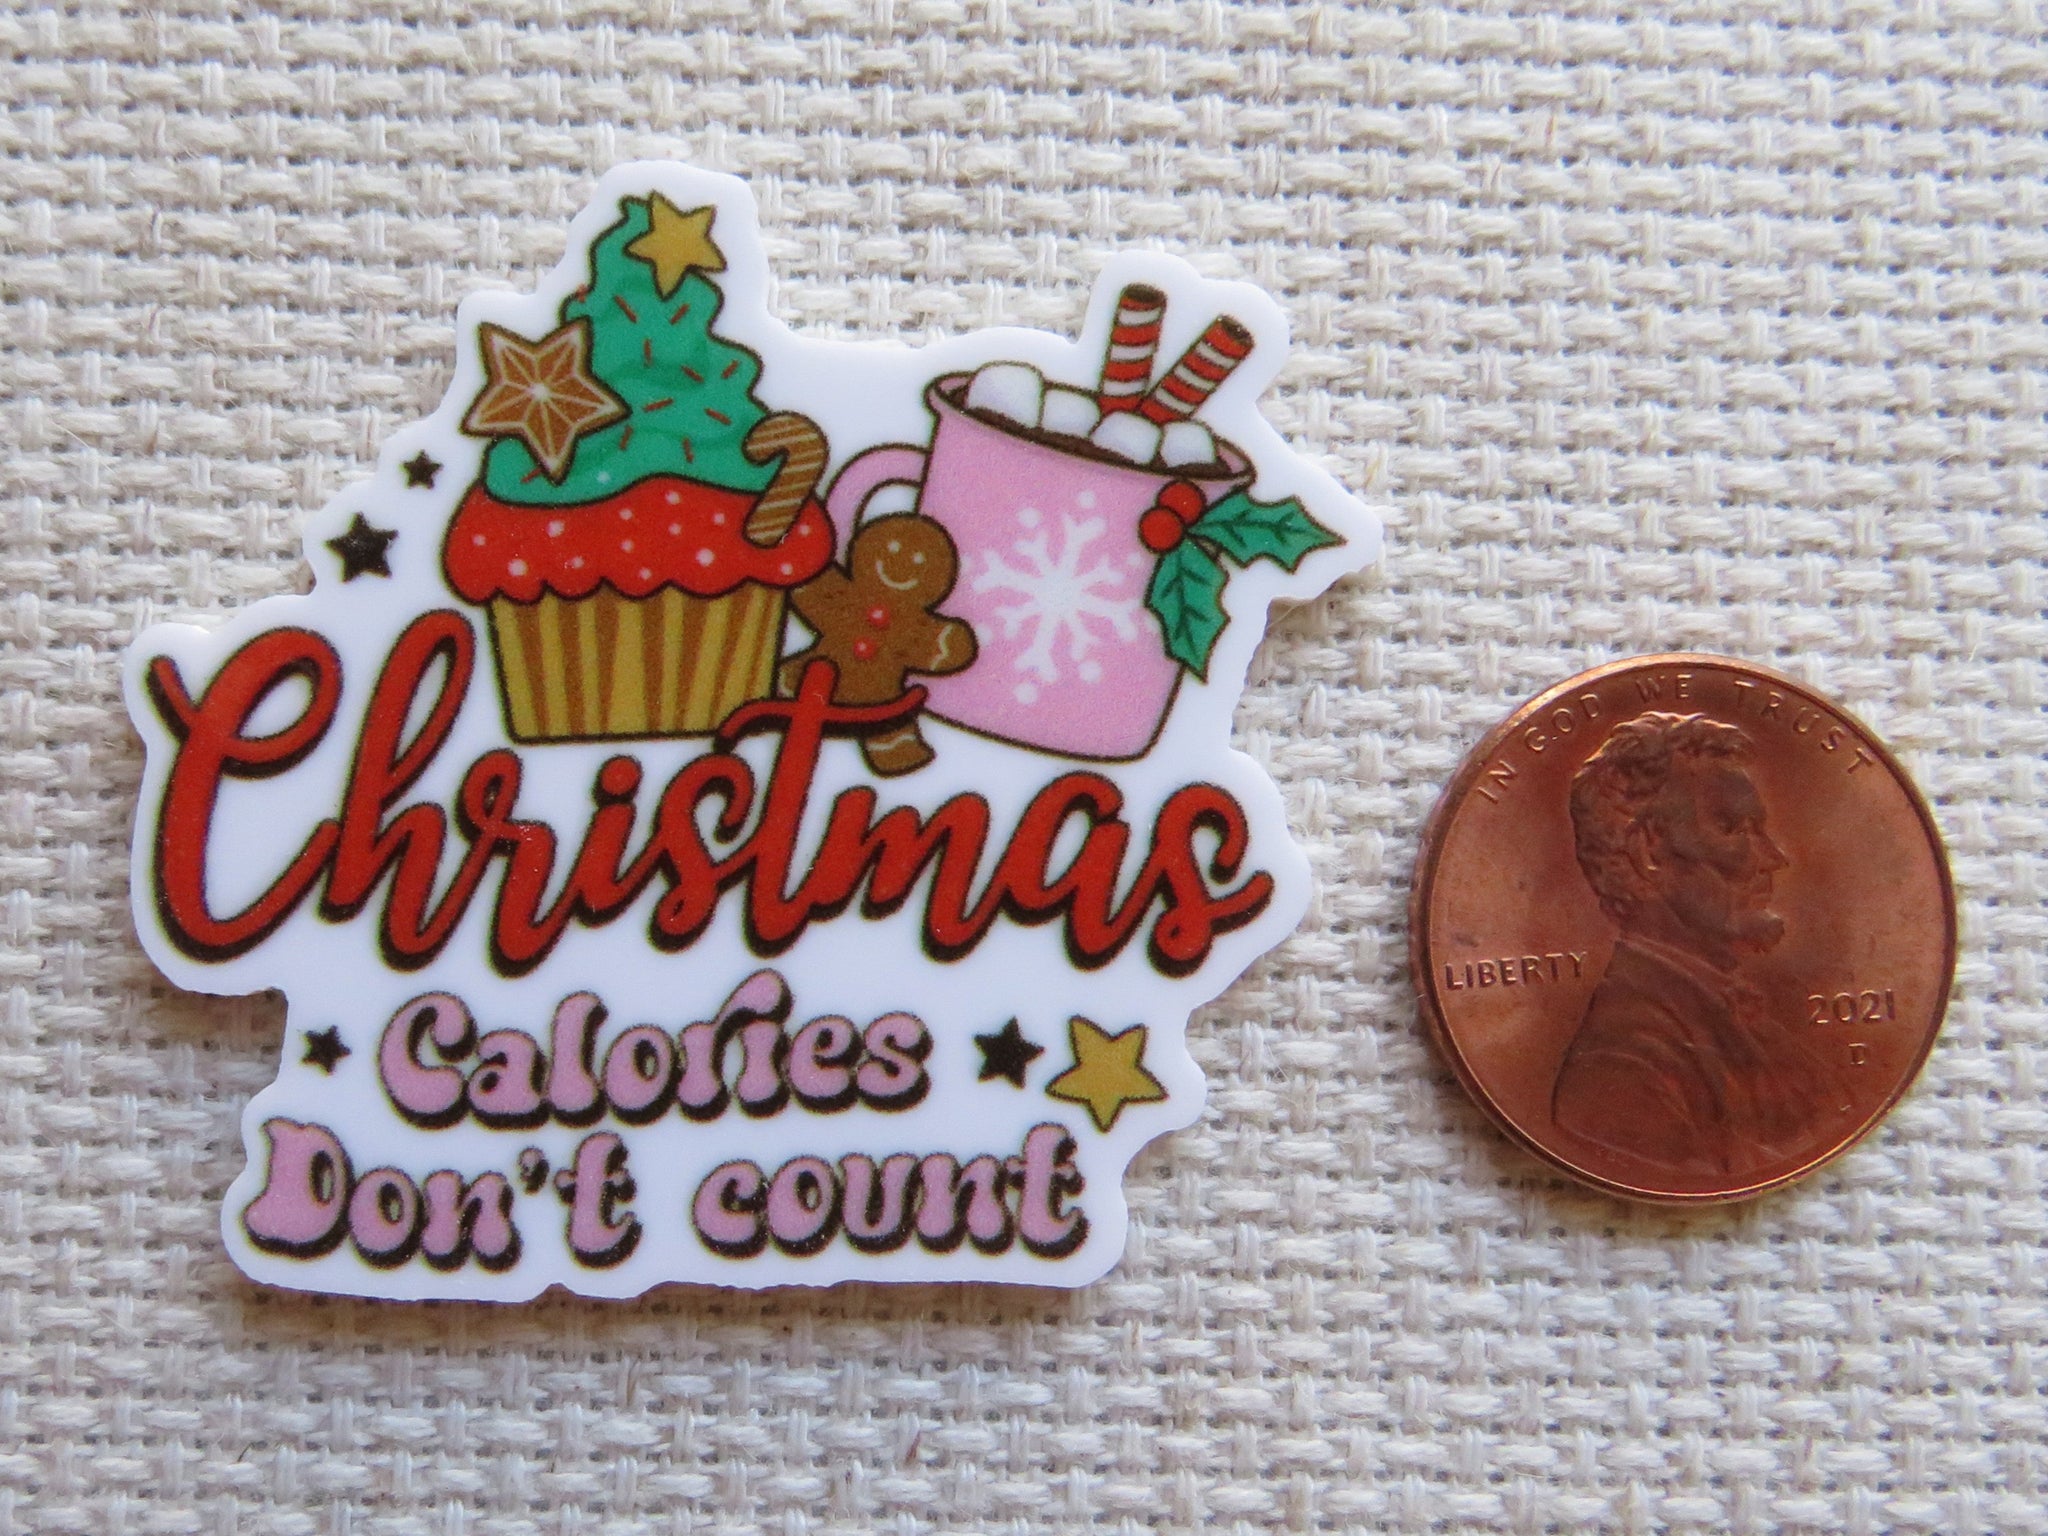 Christmas
Calories
Don't count
IN GOD WE TRUST
LIBERTY
2021
D